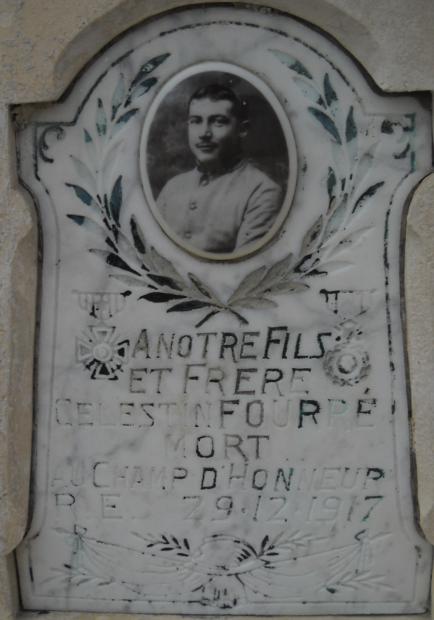 A NOTRE FILS
ET FRERE
CELESTIN FOURRÉ
MORT
AU CHAMP D'HONNEUR
29·12·1917